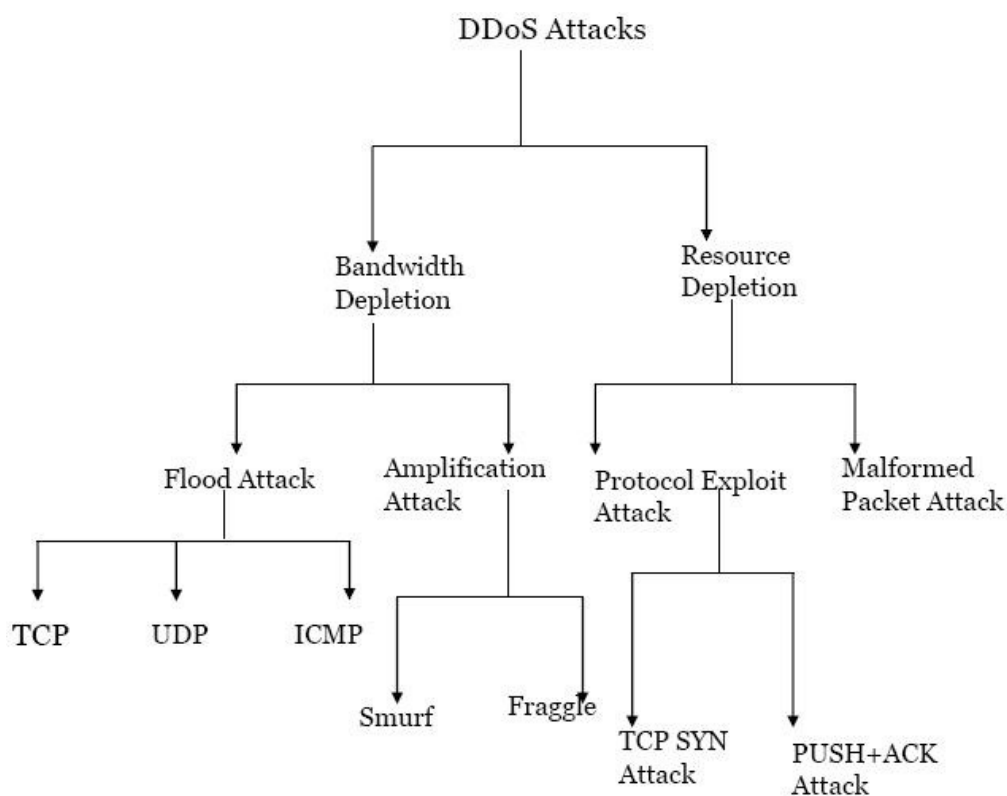 DDoS Attacks
Bandwidth
Depletion
Resource
Depletion
Flood Attack
Amplification
Attack
Protocol Exploit
Attack
Malformed
Packet Attack
TCP
UDP
ICMP
Smurf
Fraggle
TCP SYN
Attack
PUSH+ACK
Attack